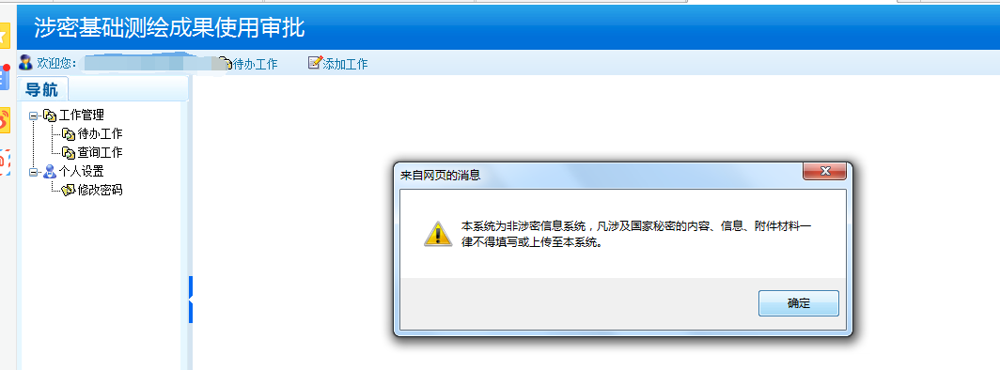 涉密基础测绘成果使用审批
欢迎您：
待办工作
添加工作
导航
工作管理
待办工作
查询工作
个人设置
修改密码
来自网页的消息
本系统为非涉密信息系统，凡涉及国家秘密的内容、信息、附件材料一
律不得填写或上传至本系统。
确定